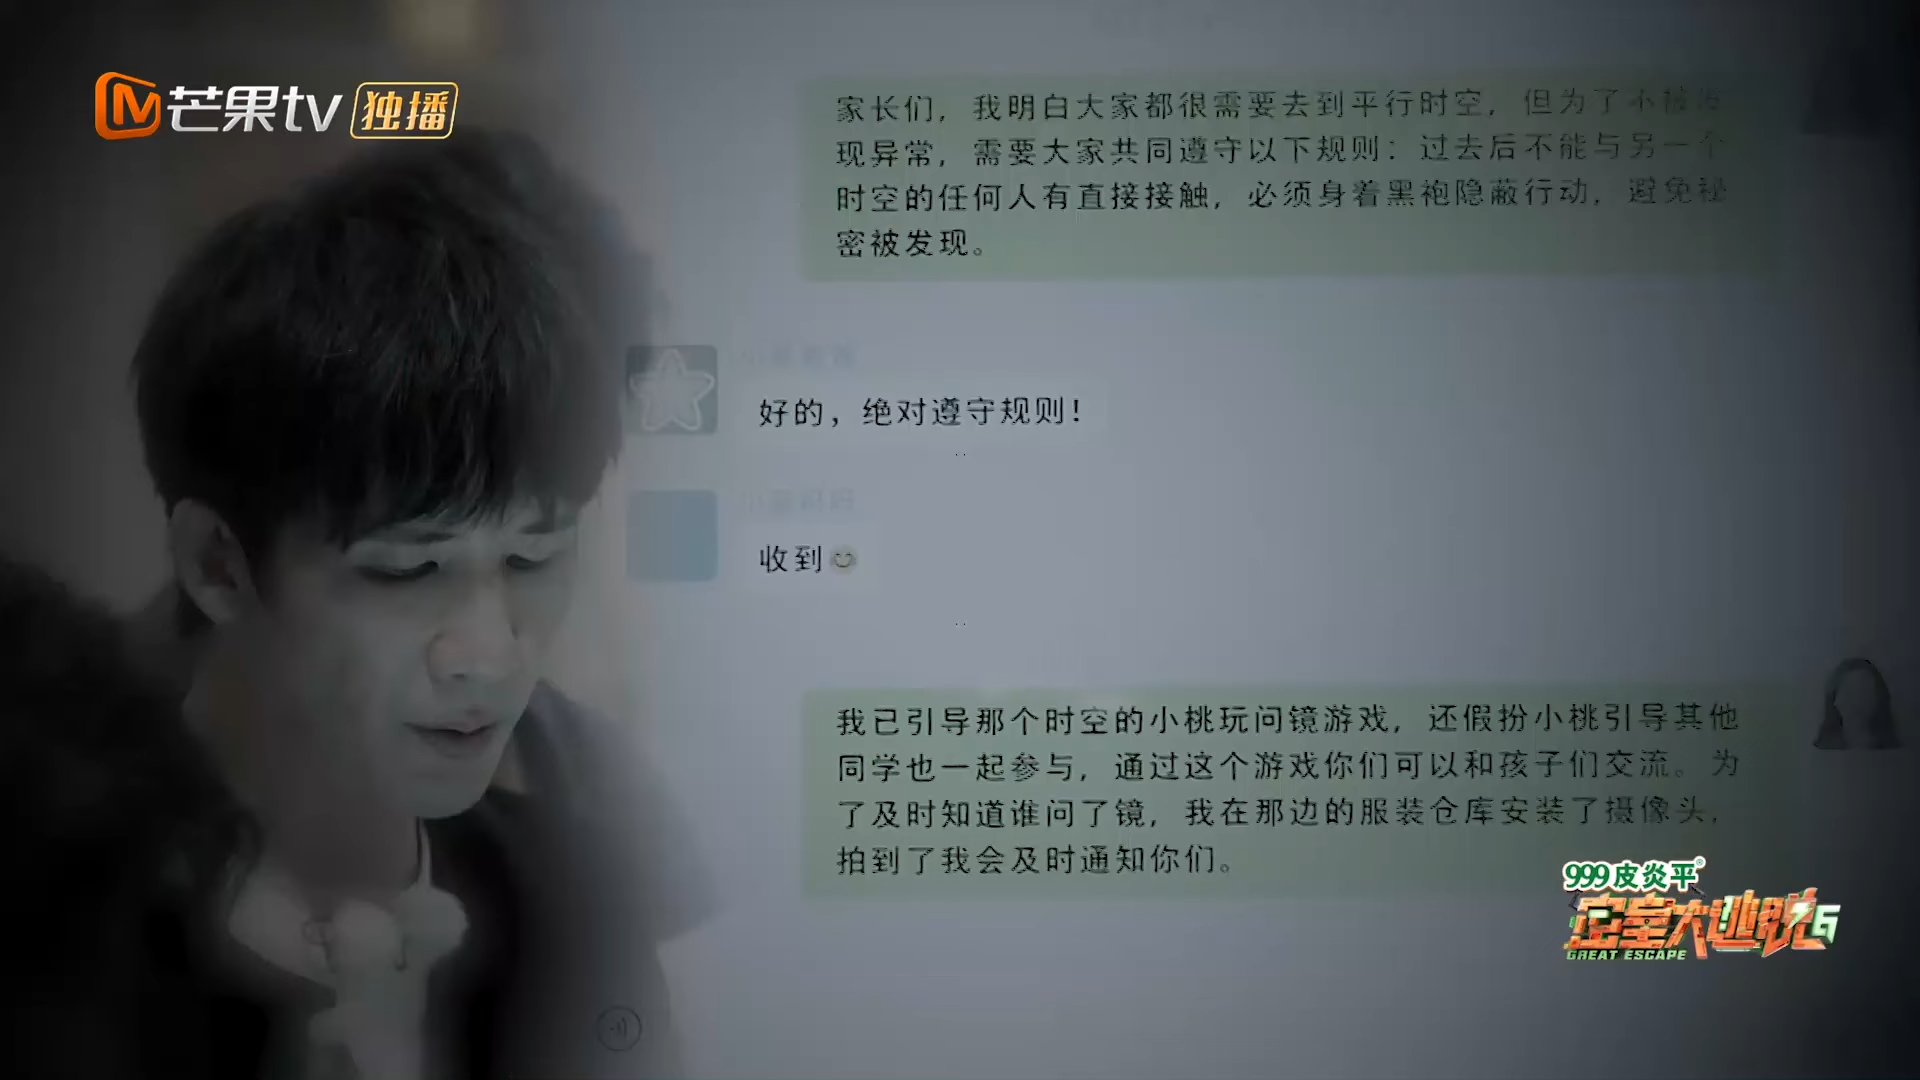 芒果tv 独播
家长们，我明白大家都很需要去到平行时空，但为了不被发
现异常，需要大家共同遵守以下规则：过去后不能与另一个
时空的任何人有直接接触，必须身着黑袍隐蔽行动，避免秘
密被发现。
好的，绝对遵守规则！
收到
我已引导那个时空的小桃玩问镜游戏，还假扮小桃引导其他
同学也一起参与，通过这个游戏你们可以和孩子们交流。为
了及时知道谁问了镜，我在那边的服装仓库安装了摄像头，
拍到了我会及时通知你们。
999皮炎平®
密室大逃脱6
GREAT ESCAPE